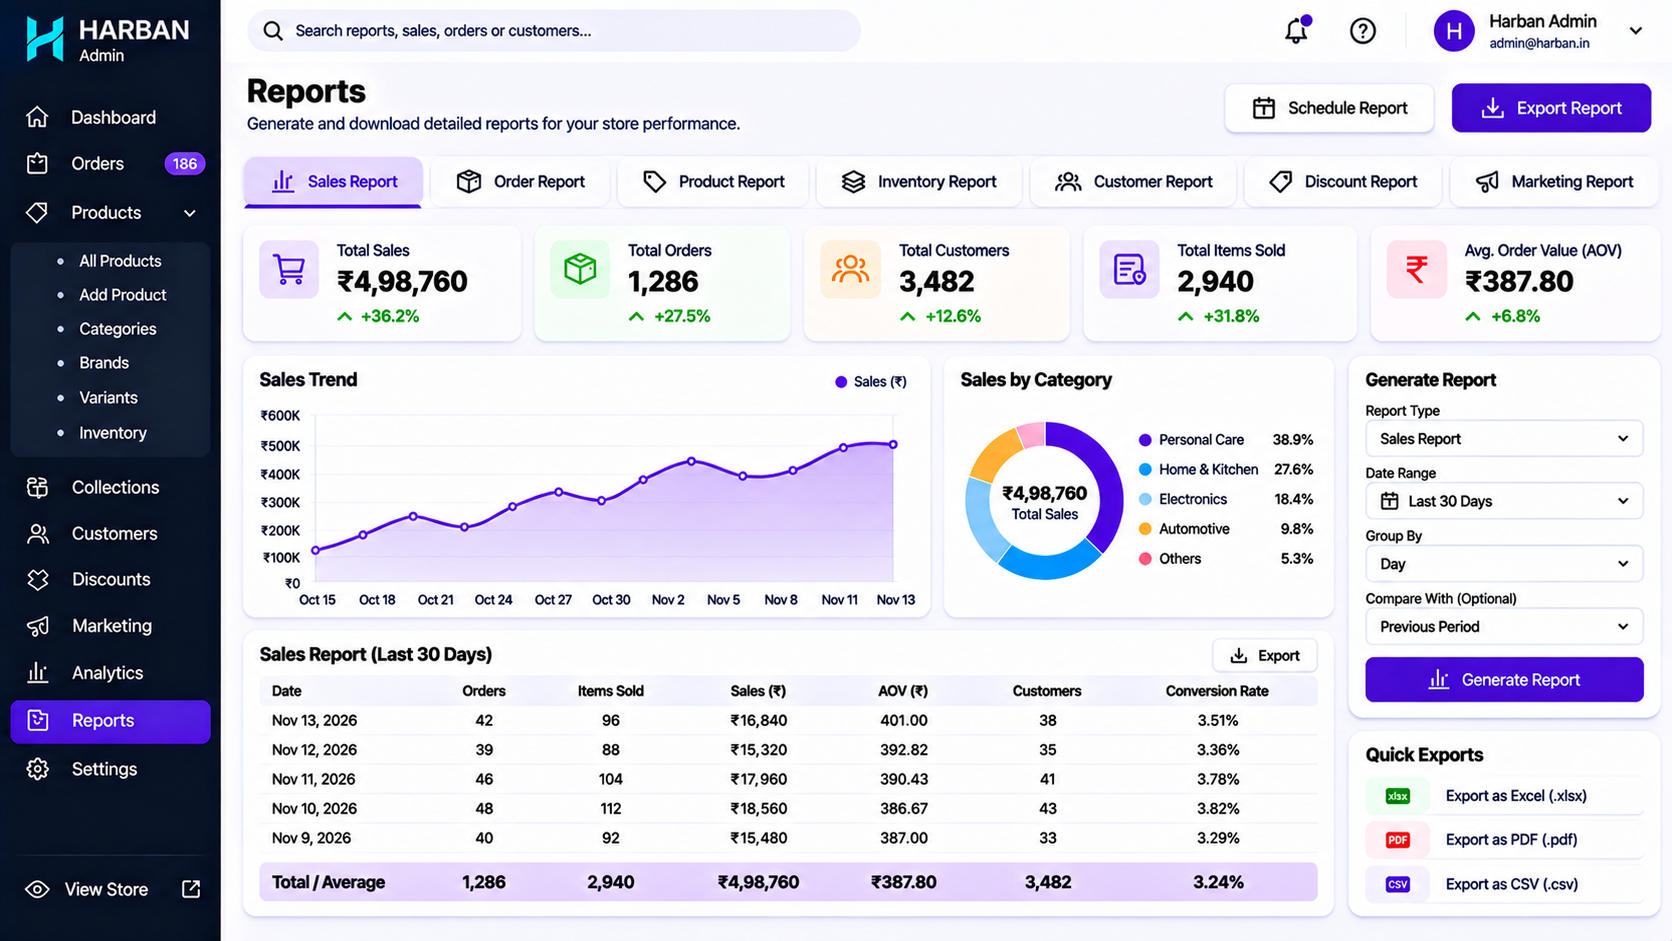 HARBAN
Admin
Dashboard
Orders 186
Products
All Products
Add Product
Categories
Brands
Variants
Inventory
Collections
Customers
Discounts
Marketing
Analytics
Reports
Settings
View Store
Search reports, sales, orders or customers...
H
Harban Admin
admin@harban.in
Reports
Generate and download detailed reports for your store performance.
Schedule Report
Export Report
Sales Report
Order Report
Product Report
Inventory Report
Customer Report
Discount Report
Marketing Report
Total Sales
₹4,98,760
+36.2%
Total Orders
1,286
+27.5%
Total Customers
3,482
+12.6%
Total Items Sold
2,940
+31.8%
₹
Avg. Order Value (AOV)
₹387.80
+6.8%
Sales Trend
Sales (₹)
₹600K
₹500K
₹400K
₹300K
₹200K
₹100K
₹0
Oct 15 Oct 18 Oct 21 Oct 24 Oct 27 Oct 30 Nov 2 Nov 5 Nov 8 Nov 11 Nov 13
Sales by Category
₹4,98,760
Total Sales
Personal Care 38.9%
Home & Kitchen 27.6%
Electronics 18.4%
Automotive 9.8%
Others 5.3%
Generate Report
Report Type
Sales Report
Date Range
Last 30 Days
Group By
Day
Compare With (Optional)
Previous Period
Generate Report
Sales Report (Last 30 Days)
Export
Date Orders Items Sold Sales (₹) AOV (₹) Customers Conversion Rate
Nov 13, 2026 42 96 ₹16,840 401.00 38 3.51%
Nov 12, 2026 39 88 ₹15,320 392.82 35 3.36%
Nov 11, 2026 46 104 ₹17,960 390.43 41 3.78%
Nov 10, 2026 48 112 ₹18,560 386.67 43 3.82%
Nov 9, 2026 40 92 ₹15,480 387.00 33 3.29%
Total / Average 1,286 2,940 ₹4,98,760 ₹387.80 3,482 3.24%
Quick Exports
xlsx Export as Excel (.xlsx)
PDF Export as PDF (.pdf)
CSV Export as CSV (.csv)